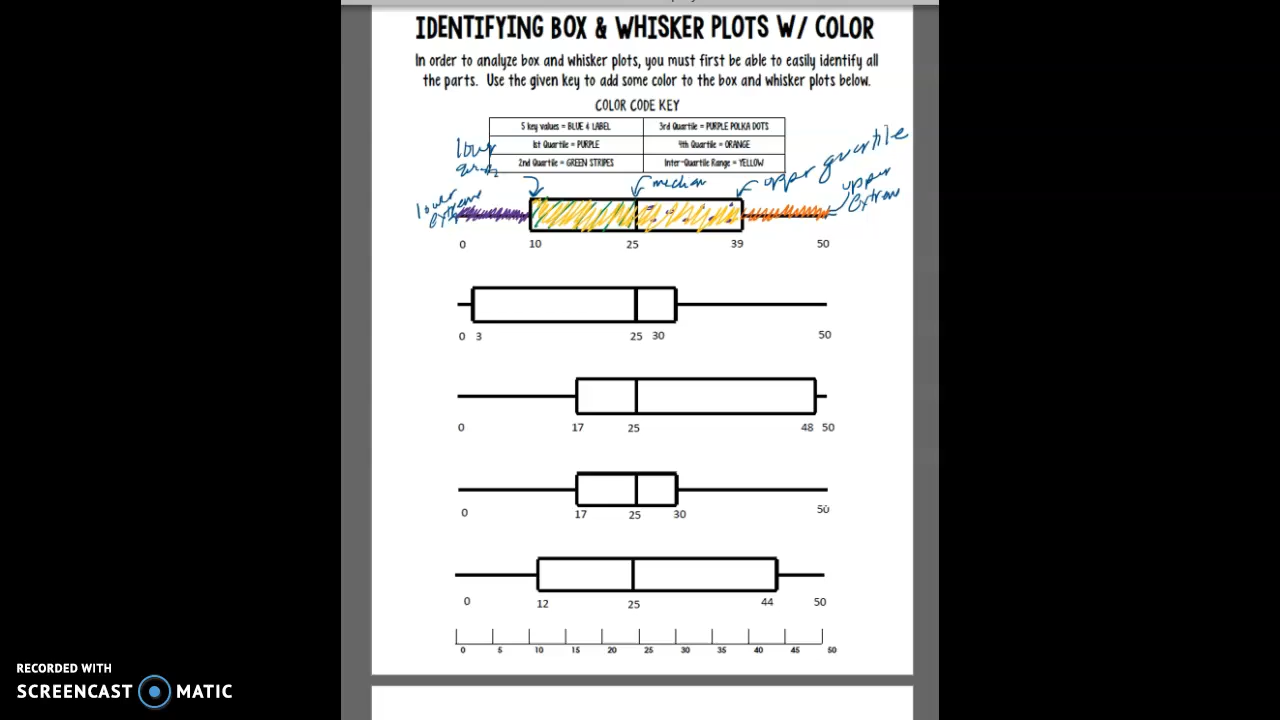 IDENTIFYING BOX & WHISKER PLOTS W/ COLOR
In order to analyze box and whisker plots, you must first be able to easily identify all
the parts. Use the given key to add some color to the box and whisker plots below.
COLOR CODE KEY
5 key values = BLUE & LABEL 3rd Quartile = PURPLE POLKA DOTS
1st Quartile = PURPLE 4th Quartile = ORANGE
2nd Quartile = GREEN STRIPES Inter-Quartile Range = YELLOW
lower
median
upper quartile
lower
extreme
upper
0 10 25 39 50
0 3 25 30 50
0 17 25 48 50
0 17 25 30 50
0 12 25 44 50
0 5 10 15 20 25 30 35 40 45 50
RECORDED WITH
SCREENCAST MATIC